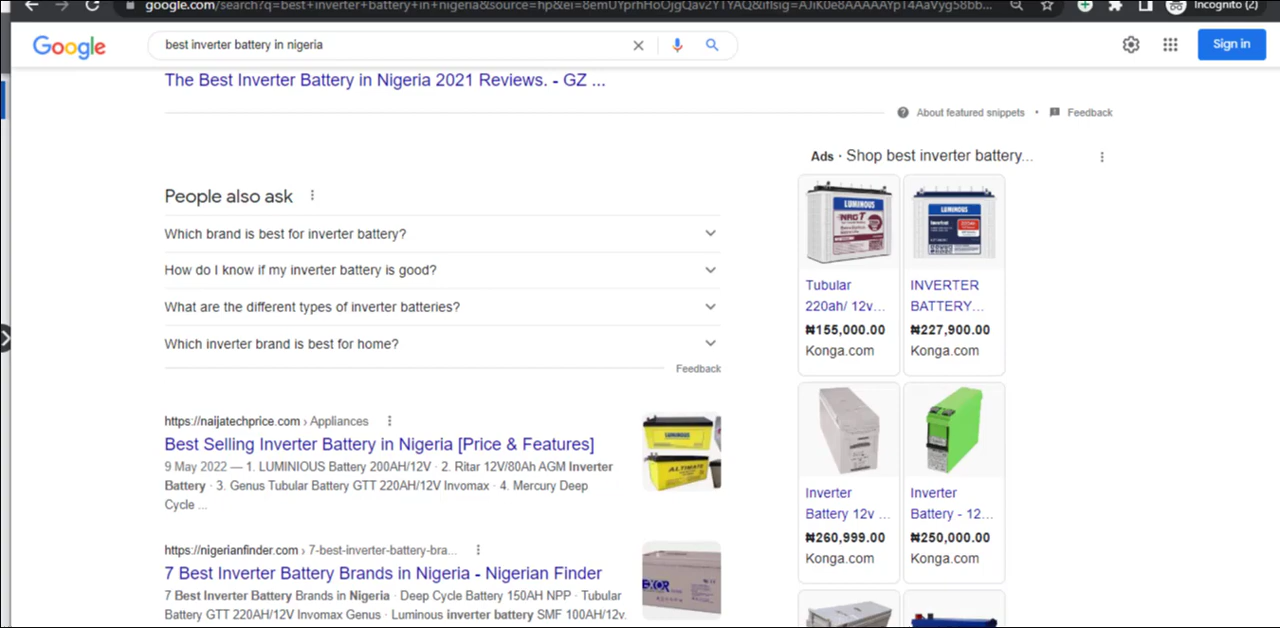 google.com/search?q=best+inverter+battery+in+nigeria&source=hp&ei=
Incognito (2)
Google
best inverter battery in nigeria
Sign in
The Best Inverter Battery in Nigeria 2021 Reviews. - GZ ...
About featured snippets • Feedback
Ads · Shop best inverter battery...
People also ask
Which brand is best for inverter battery?
How do I know if my inverter battery is good?
What are the different types of inverter batteries?
Which inverter brand is best for home?
Feedback
LUMINOUS
NRGT
LUMINOUS
Tubular
220ah/ 12v...
₦155,000.00
Konga.com
INVERTER
BATTERY...
₦227,900.00
Konga.com
https://naijatechprice.com › Appliances
Best Selling Inverter Battery in Nigeria [Price & Features]
9 May 2022 — 1. LUMINIOUS Battery 200AH/12V · 2. Ritar 12V/80Ah AGM Inverter
Battery · 3. Genus Tubular Battery GTT 220AH/12V Invomax · 4. Mercury Deep
Cycle ...
LUMINOUS
ALTIMATE
Inverter
Battery 12v ...
₦260,999.00
Konga.com
Inverter
Battery - 12...
₦250,000.00
Konga.com
https://nigerianfinder.com › 7-best-inverter-battery-bra...
7 Best Inverter Battery Brands in Nigeria - Nigerian Finder
7 Best Inverter Battery Brands in Nigeria · Deep Cycle Battery 150AH NPP · Tubular
Battery GTT 220AH/12V Invomax Genus · Luminous inverter battery SMF 100AH/12v.